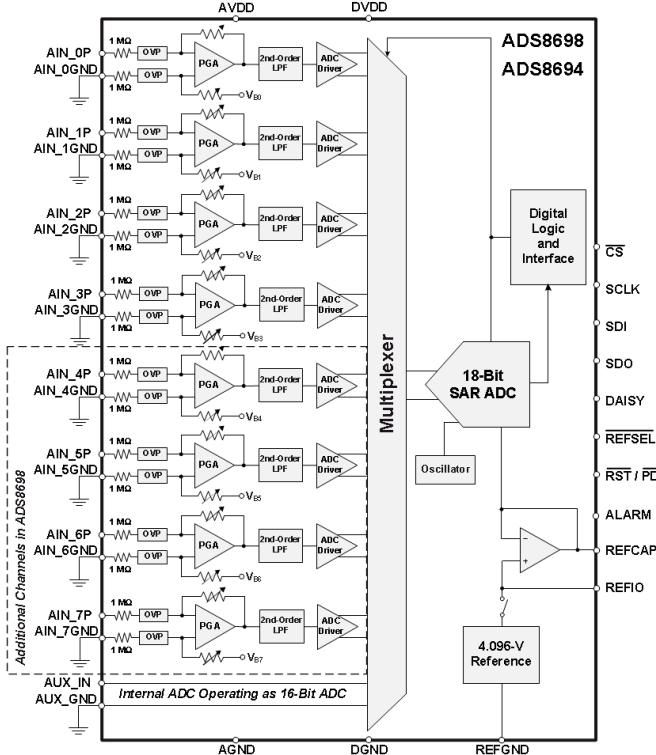 AVDD
DVDD
ADS8698
ADS8694
1 MΩ
AIN_0P
OVP
AIN_0GND
OVP
1 MΩ
PGA
2nd-Order
LPF
ADC
Driver
VB0
1 MΩ
AIN_1P
OVP
AIN_1GND
OVP
1 MΩ
PGA
2nd-Order
LPF
ADC
Driver
VB1
1 MΩ
AIN_2P
OVP
AIN_2GND
OVP
1 MΩ
PGA
2nd-Order
LPF
ADC
Driver
VB2
1 MΩ
AIN_3P
OVP
AIN_3GND
OVP
1 MΩ
PGA
2nd-Order
LPF
ADC
Driver
VB3
Additional Channels in ADS8698
1 MΩ
AIN_4P
OVP
AIN_4GND
OVP
1 MΩ
PGA
2nd-Order
LPF
ADC
Driver
VB4
1 MΩ
AIN_5P
OVP
AIN_5GND
OVP
1 MΩ
PGA
2nd-Order
LPF
ADC
Driver
VB5
1 MΩ
AIN_6P
OVP
AIN_6GND
OVP
1 MΩ
PGA
2nd-Order
LPF
ADC
Driver
VB6
1 MΩ
AIN_7P
OVP
AIN_7GND
OVP
1 MΩ
PGA
2nd-Order
LPF
ADC
Driver
VB7
AUX_IN
AUX_GND
Internal ADC Operating as 16-Bit ADC
Multiplexer
Digital
Logic
and
Interface
18-Bit
SAR ADC
Oscillator
−
+
4.096-V
Reference
CS
SCLK
SDI
SDO
DAISY
REFSEL
RST / PD
ALARM
REFCAP
REFIO
AGND
DGND
REFGND